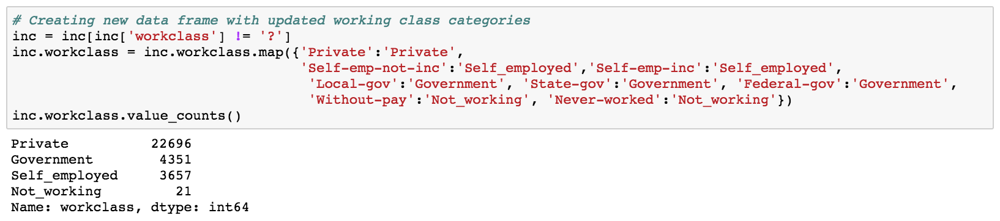 # Creating new data frame with updated working class categories
inc = inc[inc['workclass'] != '?']
inc.workclass = inc.workclass.map({'Private':'Private',
                                   'Self-emp-not-inc':'Self_employed','Self-emp-inc':'Self_employed',
                                    'Local-gov':'Government', 'State-gov':'Government', 'Federal-gov':'Government',
                                    'Without-pay':'Not_working', 'Never-worked':'Not_working'})
inc.workclass.value_counts()
Private          22696
Government        4351
Self_employed     3657
Not_working         21
Name: workclass, dtype: int64